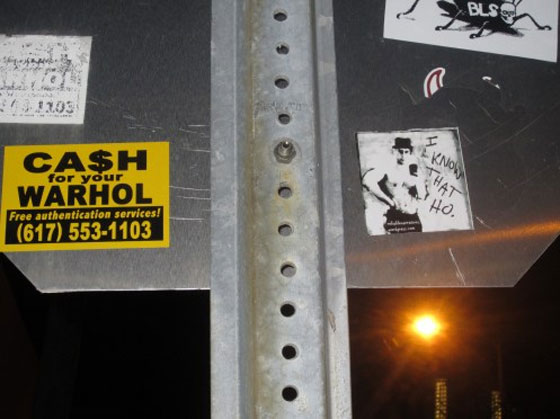 BLS
CA$H
for your
WARHOL
Free authentication services!
(617) 553-1103
I
KNOW
THAT
HO.